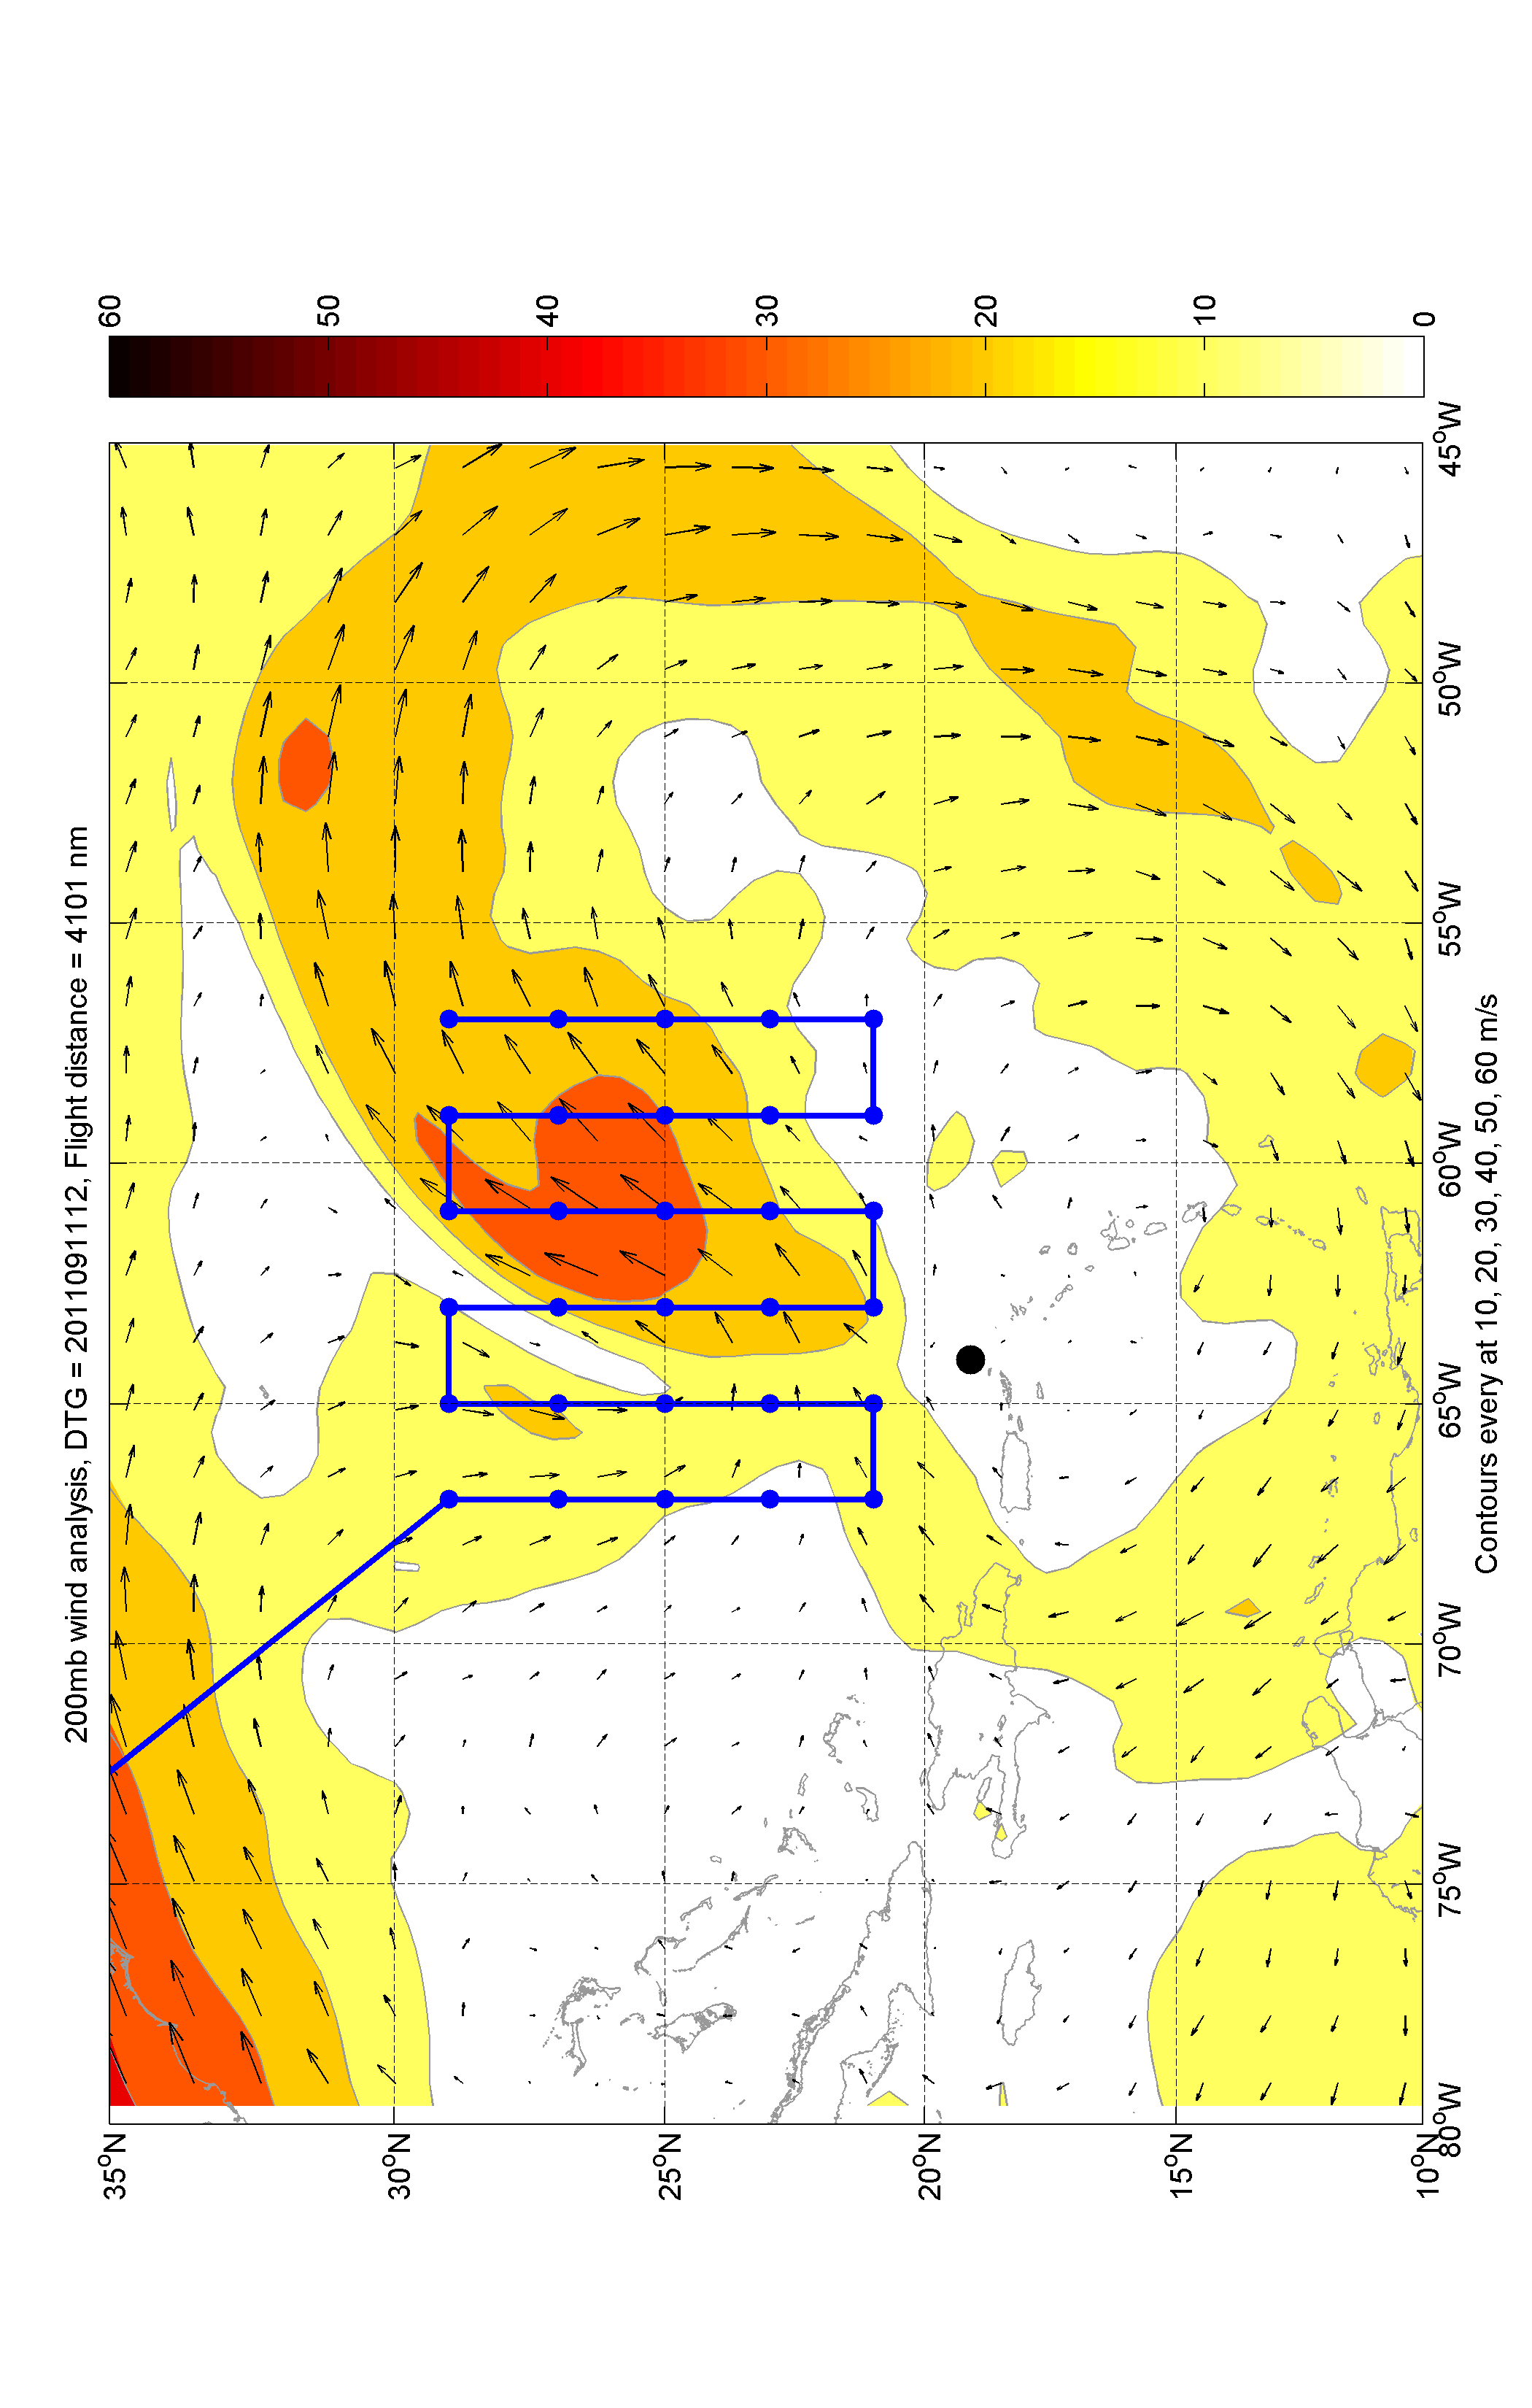 200mb wind analysis, DTG = 2011091112, Flight distance = 4101 nm
35°N
30°N
25°N
20°N
15°N
10°N
80°W
75°W
70°W
65°W
60°W
55°W
50°W
45°W
60
50
40
30
20
10
0
Contours every at 10, 20, 30, 40, 50, 60 m/s